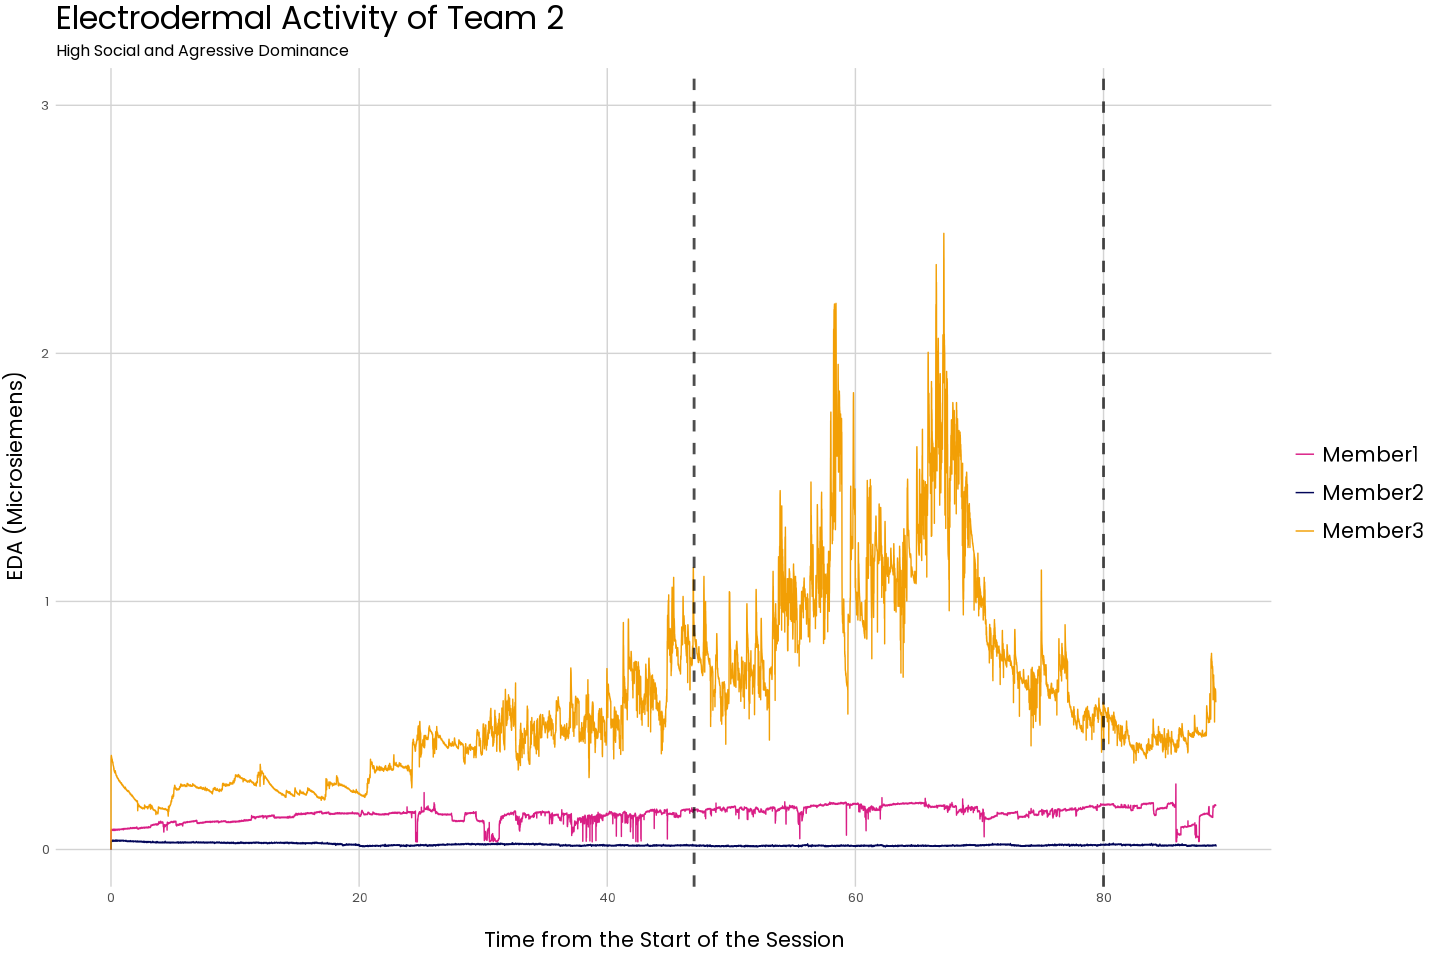 Electrodermal Activity of Team 2
High Social and Agressive Dominance
3
2
1
0
EDA (Microsiemens)
0 20 40 60 80
Time from the Start of the Session
Member1
Member2
Member3